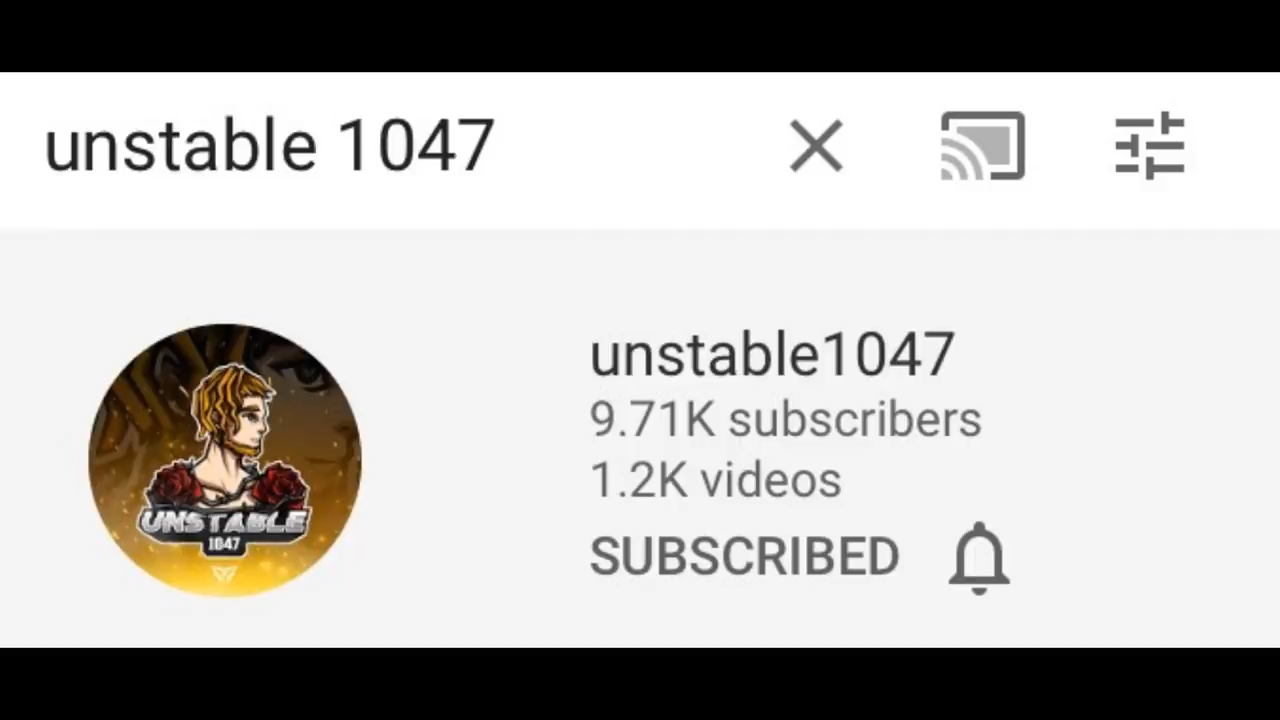 unstable 1047
unstable1047
9.71K subscribers
1.2K videos
SUBSCRIBED
UNSTABLE
1047